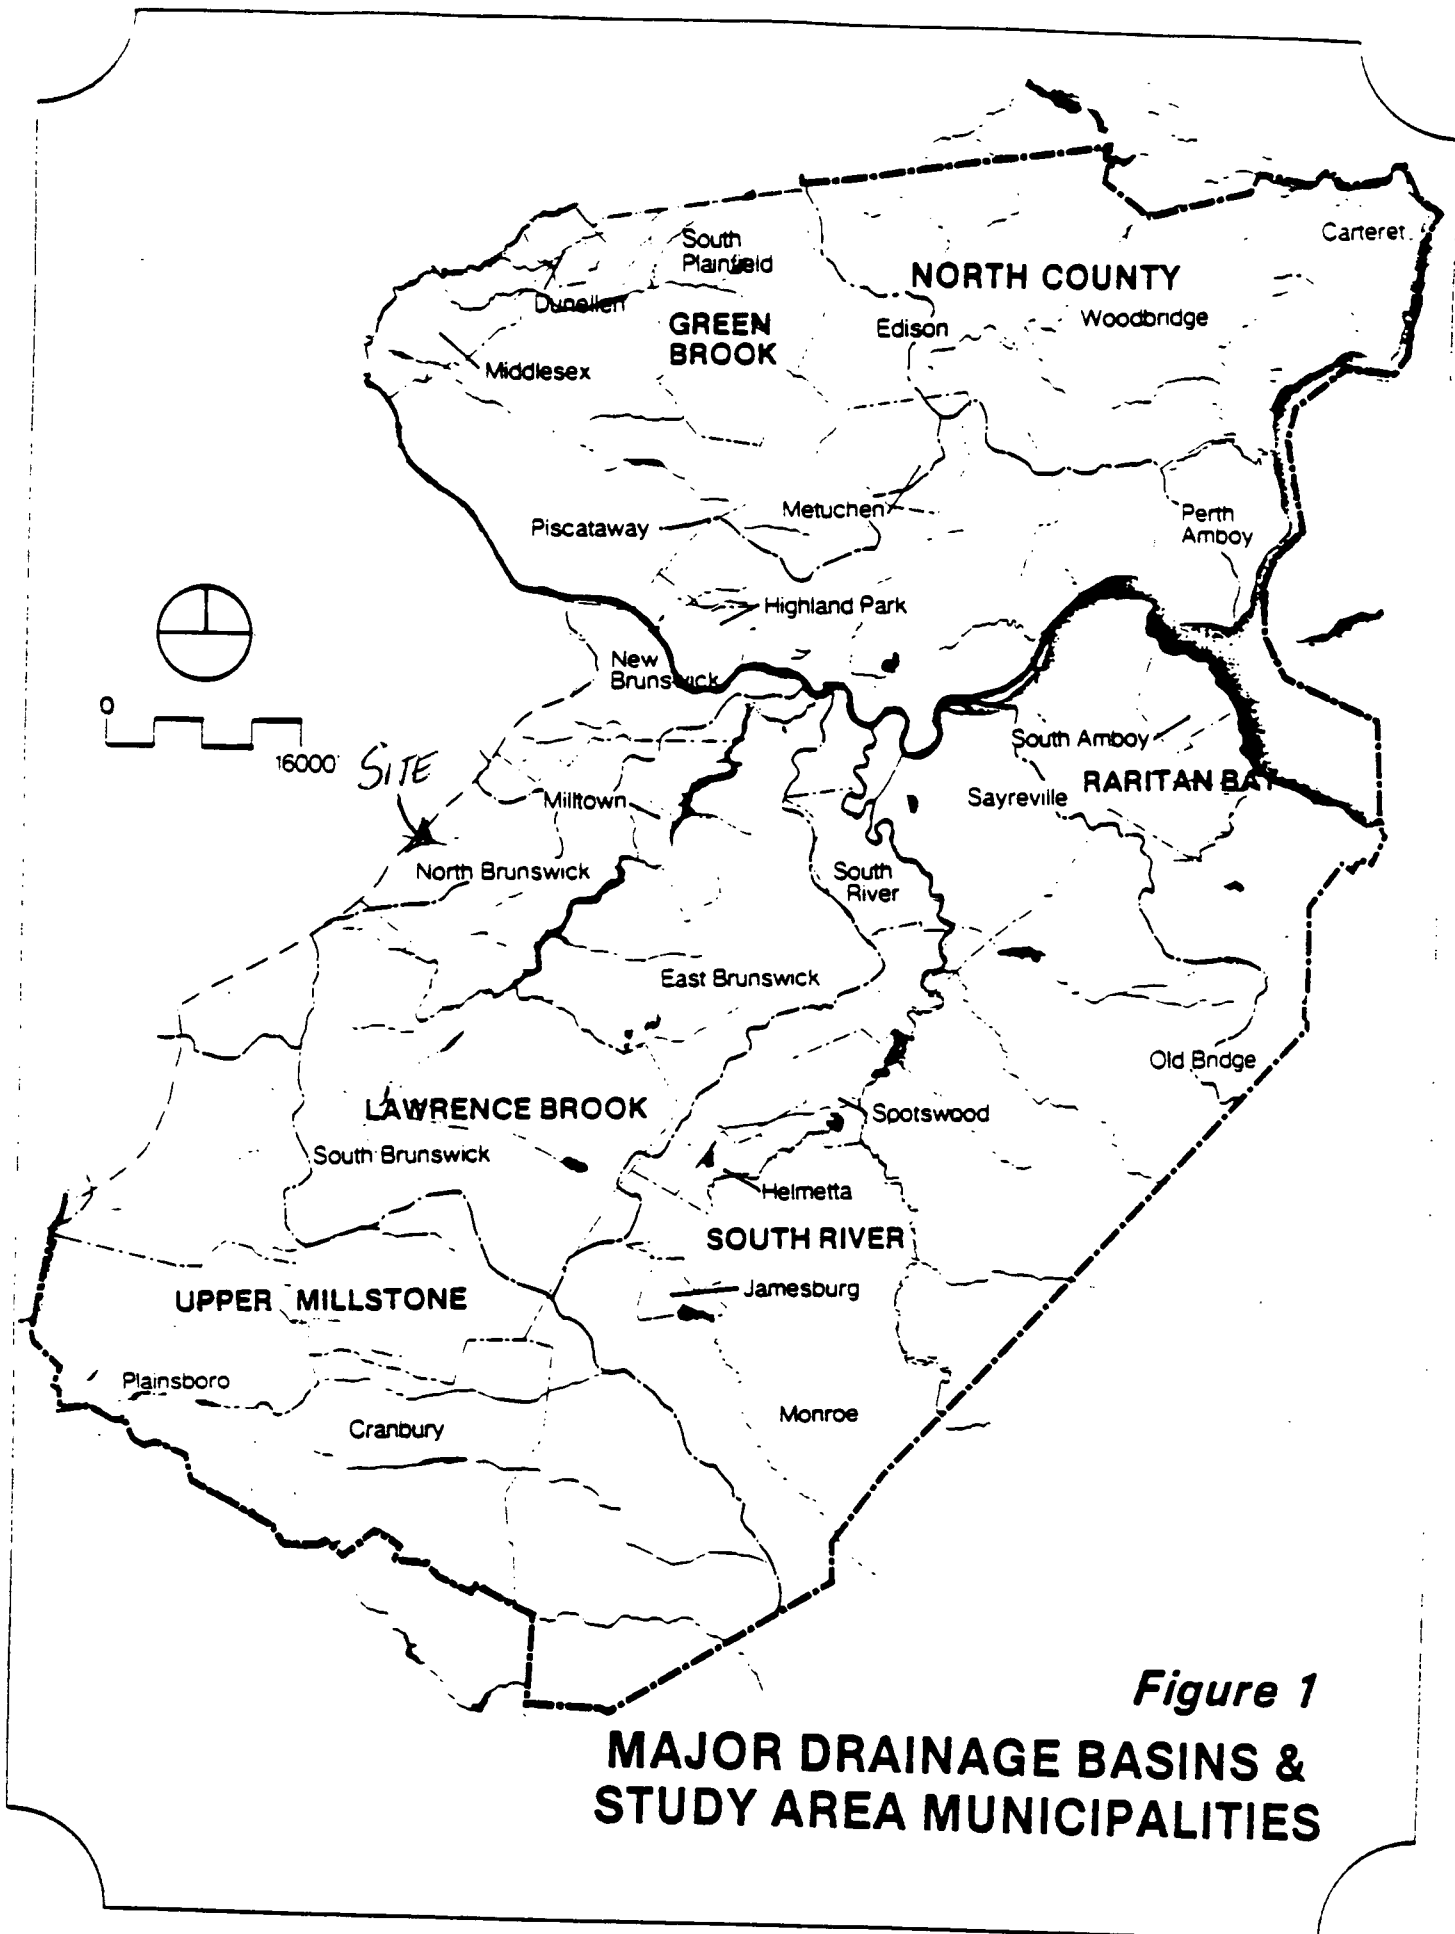 Carteret
South
Plainfield
NORTH COUNTY
Dunellen
GREEN
BROOK
Edison
Woodbridge
Middlesex
Metuchen
Perth
Amboy
Piscataway
Highland Park
New
Brunswick
0
16000'
SITE
South Amboy
RARITAN BAY
Sayreville
Milltown
North Brunswick
South
River
East Brunswick
Old Bridge
LAWRENCE BROOK
Spotswood
South Brunswick
Helmetta
SOUTH RIVER
Jamesburg
UPPER MILLSTONE
Plainsboro
Cranbury
Monroe
Figure 1
MAJOR DRAINAGE BASINS &
STUDY AREA MUNICIPALITIES